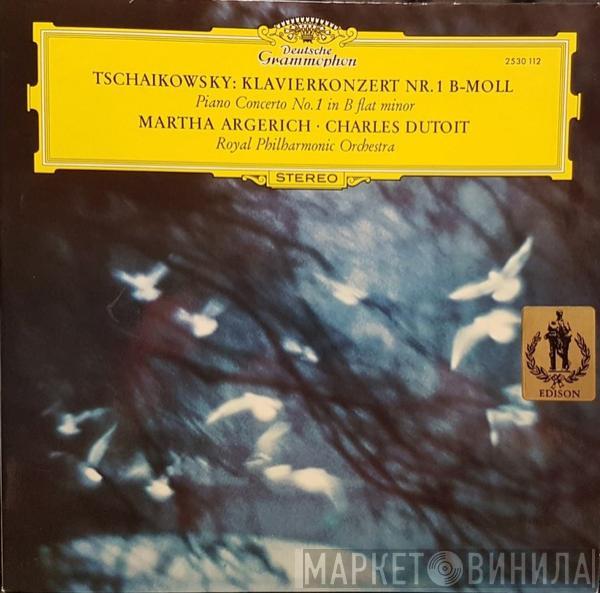 Deutsche
Grammophon
2530 112
TSCHAIKOWSKY: KLAVIERKONZERT NR. 1 B-MOLL
Piano Concerto No. 1 in B flat minor
MARTHA ARGERICH · CHARLES DUTOIT
Royal Philharmonic Orchestra
STEREO
EDISON
МАРКЕТ ВИНИЛА